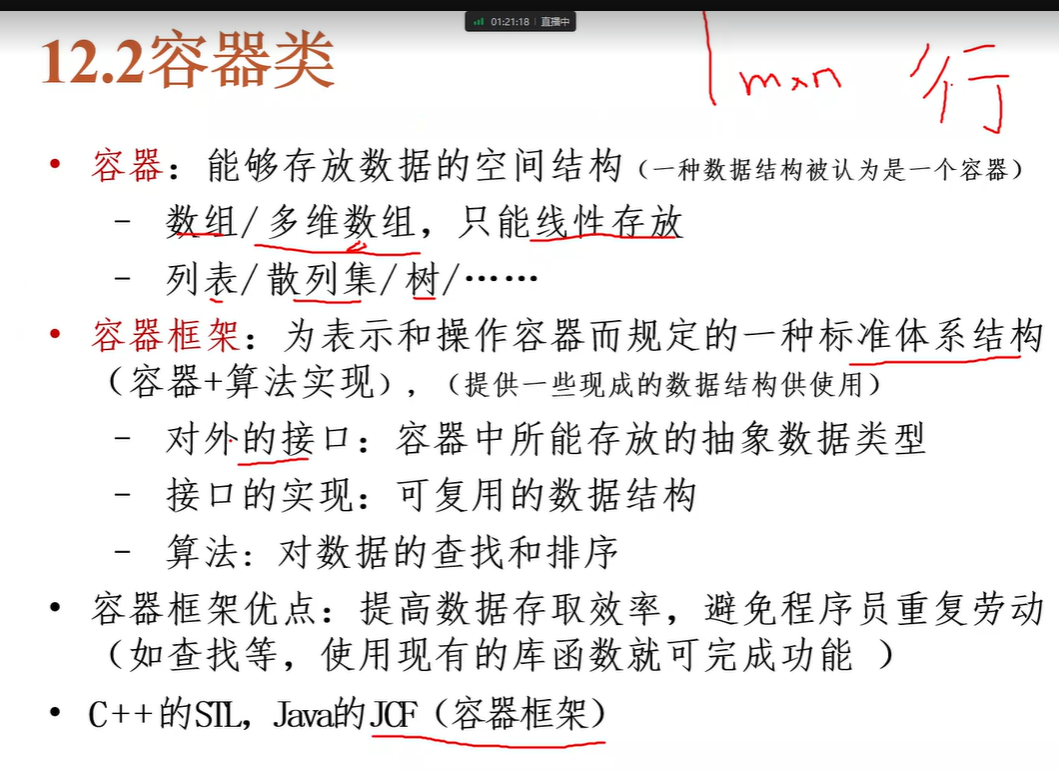 01:21:18 直播中
12.2容器类
m×n 行
• 容器：能够存放数据的空间结构（一种数据结构被认为是一个容器）
– 数组/多维数组，只能线性存放
– 列表/散列集/树/……
• 容器框架：为表示和操作容器而规定的一种标准体系结构
（容器+算法实现），（提供一些现成的数据结构供使用）
– 对外的接口：容器中所能存放的抽象数据类型
– 接口的实现：可复用的数据结构
– 算法：对数据的查找和排序
• 容器框架优点：提高数据存取效率，避免程序员重复劳动
（如查找等，使用现有的库函数就可完成功能 ）
• C++的STL，Java的JCF（容器框架）